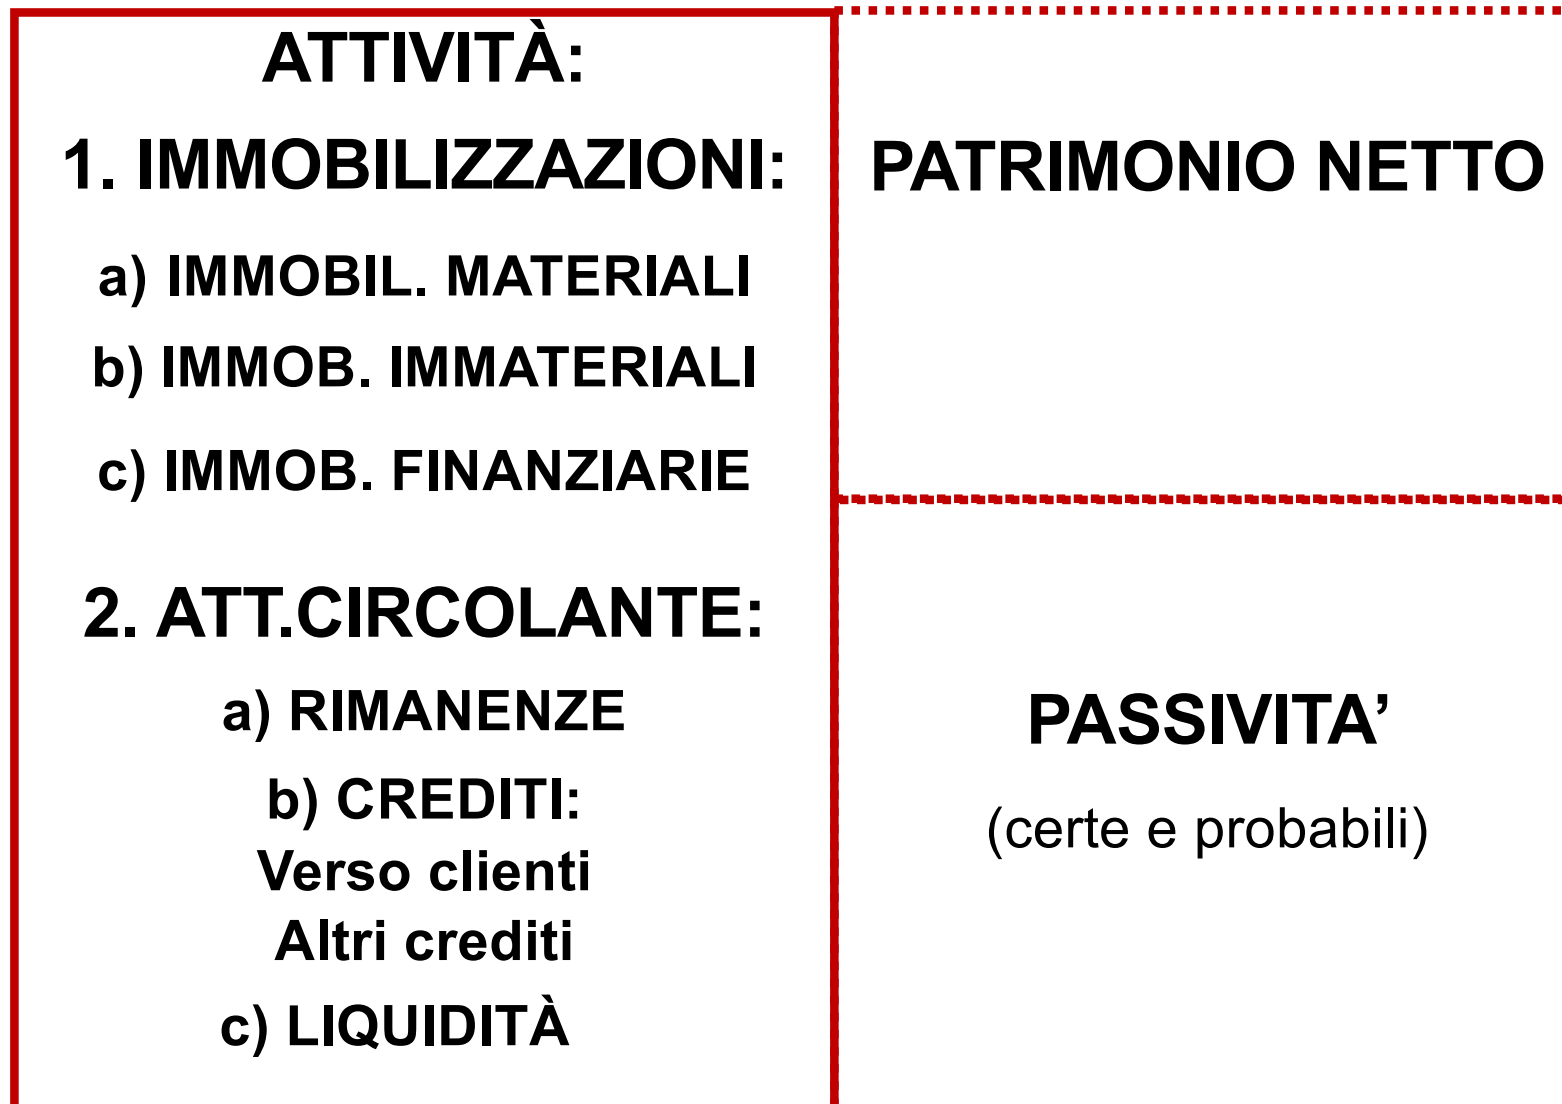 ATTIVITÀ:
1. IMMOBILIZZAZIONI:
a) IMMOBIL. MATERIALI
b) IMMOB. IMMATERIALI
c) IMMOB. FINANZIARIE
2. ATT.CIRCOLANTE:
a) RIMANENZE
b) CREDITI:
Verso clienti
Altri crediti
c) LIQUIDITÀ
PATRIMONIO NETTO
PASSIVITA’
(certe e probabili)